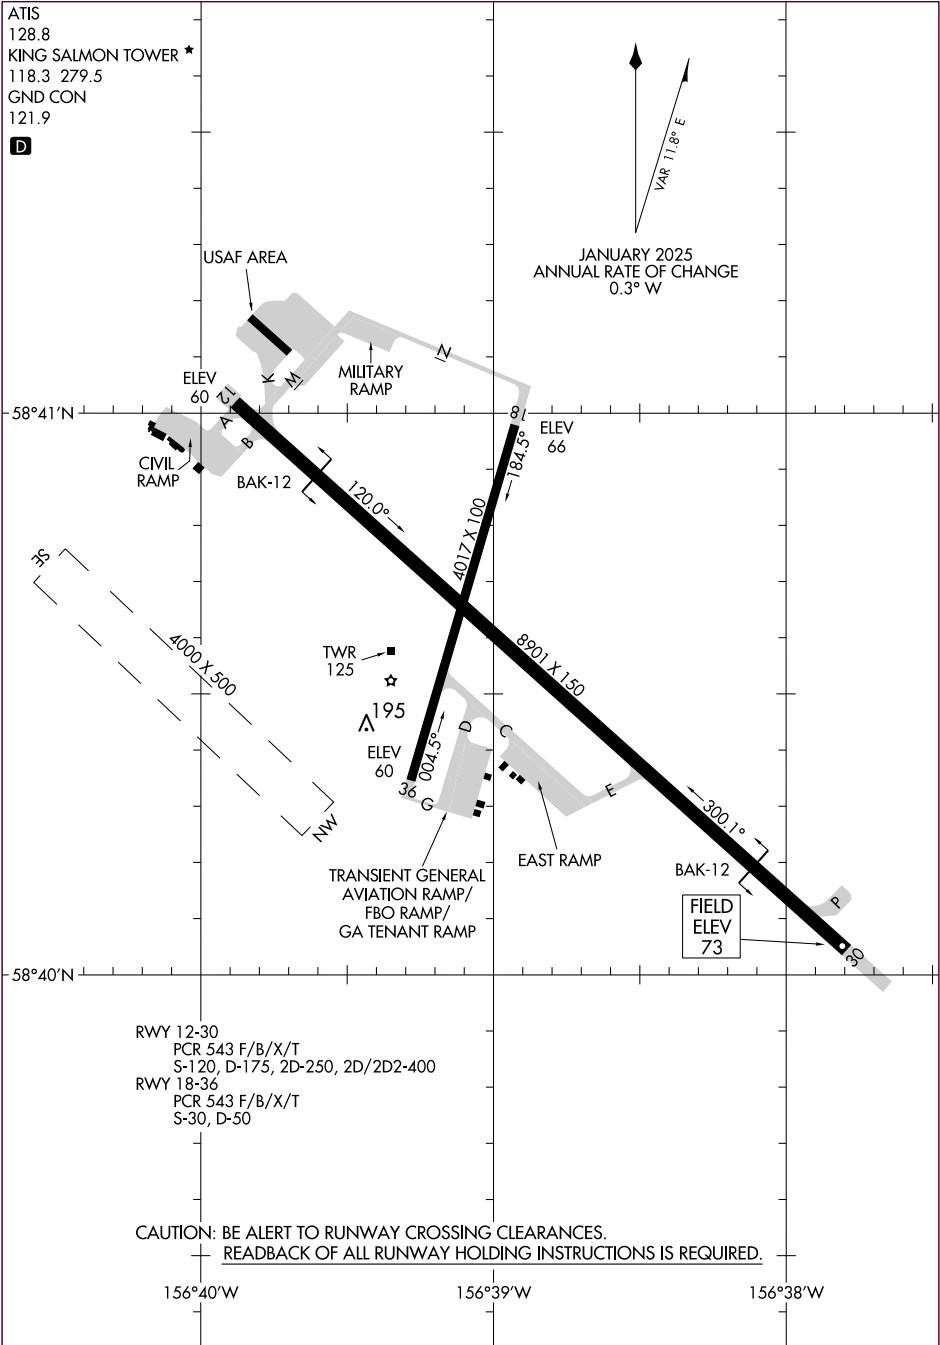 ATIS
128.8
KING SALMON TOWER ★
118.3 279.5
GND CON
121.9
D
VAR 11.8° E
JANUARY 2025
ANNUAL RATE OF CHANGE
0.3° W
USAF AREA
MILITARY
RAMP
N
K
M
ELEV
60
12
A
B
58°41'N
18
ELEV
66
184.5°
CIVIL
RAMP
BAK-12
120.0°
4017 X 100
SE
4000 X 500
NW
8901 X 150
TWR
125
195
ELEV
60
004.5°
36
D
C
G
E
TRANSIENT GENERAL
AVIATION RAMP/
FBO RAMP/
GA TENANT RAMP
EAST RAMP
300.1°
BAK-12
P
FIELD
ELEV
73
30
58°40'N
RWY 12-30
PCR 543 F/B/X/T
S-120, D-175, 2D-250, 2D/2D2-400
RWY 18-36
PCR 543 F/B/X/T
S-30, D-50
CAUTION: BE ALERT TO RUNWAY CROSSING CLEARANCES.
READBACK OF ALL RUNWAY HOLDING INSTRUCTIONS IS REQUIRED.
156°40'W
156°39'W
156°38'W